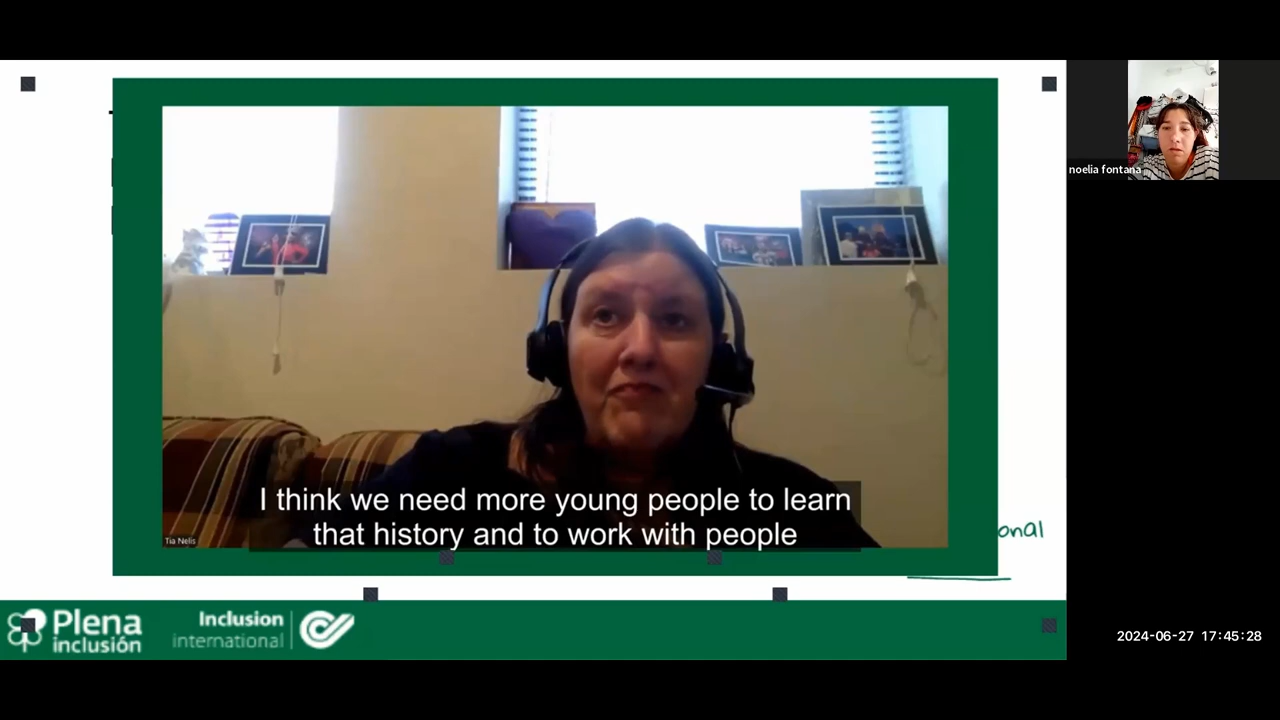 noelia fontana
I think we need more young people to learn
that history and to work with people
Tia Nelis
onal
Plena
inclusión
Inclusion
international
2024-06-27 17:45:28